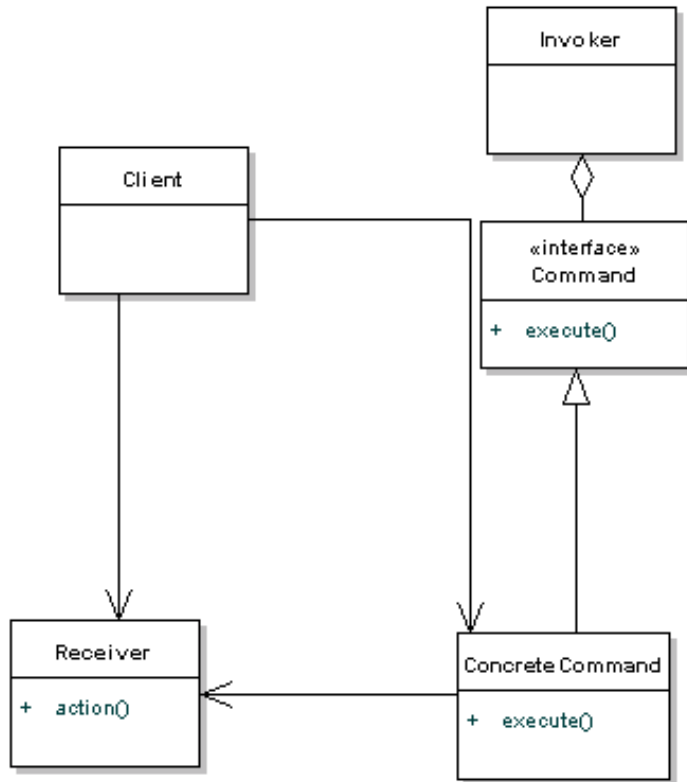 Invoker
Client
«interface»
Command
+ execute()
Receiver
+ action()
Concrete Command
+ execute()